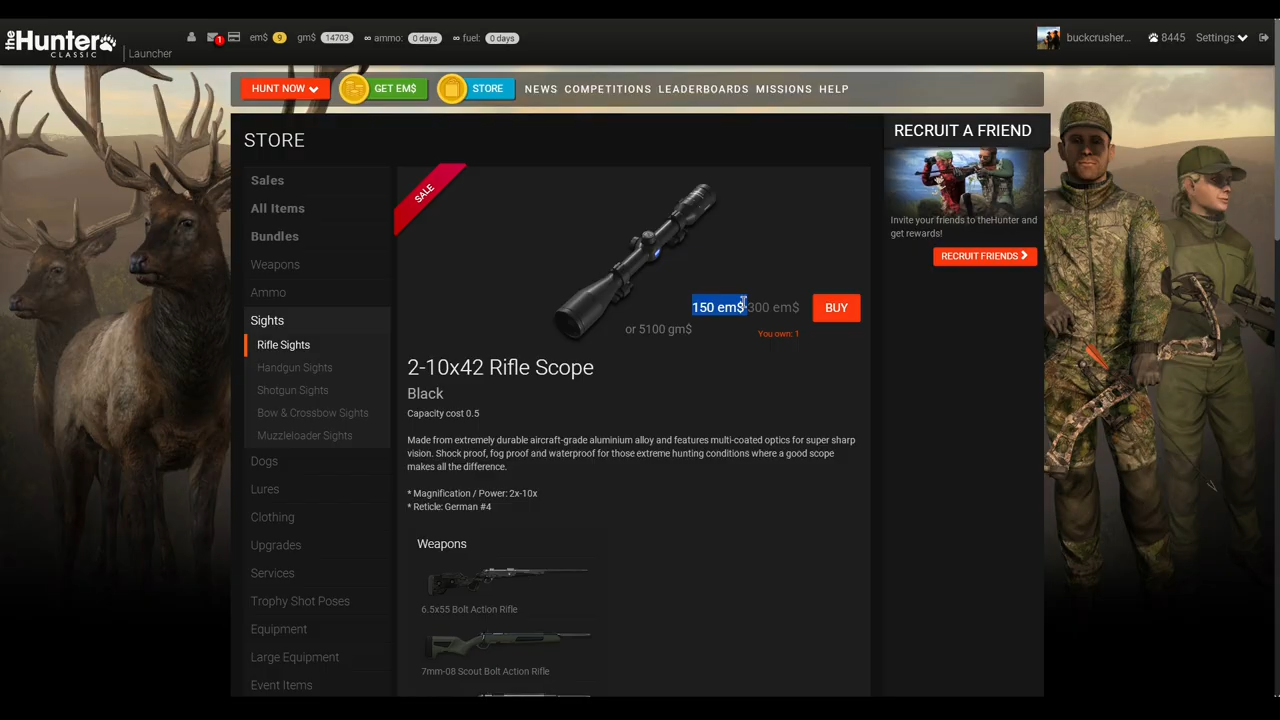 theHunter
CLASSIC
Launcher
1
em$ 9 gm$ 14703 ∞ ammo: 0 days ∞ fuel: 0 days
buckcrusher... 8445 Settings
HUNT NOW GET EM$ STORE NEWS COMPETITIONS LEADERBOARDS MISSIONS HELP
STORE
Sales
All Items
Bundles
Weapons
Ammo
Sights
Rifle Sights
Handgun Sights
Shotgun Sights
Bow & Crossbow Sights
Muzzleloader Sights
Dogs
Lures
Clothing
Upgrades
Services
Trophy Shot Poses
Equipment
Large Equipment
Event Items
SALE
150 em$ 300 em$
BUY
or 5100 gm$
You own: 1
2-10x42 Rifle Scope
Black
Capacity cost 0.5
Made from extremely durable aircraft-grade aluminium alloy and features multi-coated optics for super sharp
vision. Shock proof, fog proof and waterproof for those extreme hunting conditions where a good scope
makes all the difference.
* Magnification / Power: 2x-10x
* Reticle: German #4
Weapons
6.5x55 Bolt Action Rifle
7mm-08 Scout Bolt Action Rifle
RECRUIT A FRIEND
Invite your friends to theHunter and
get rewards!
RECRUIT FRIENDS